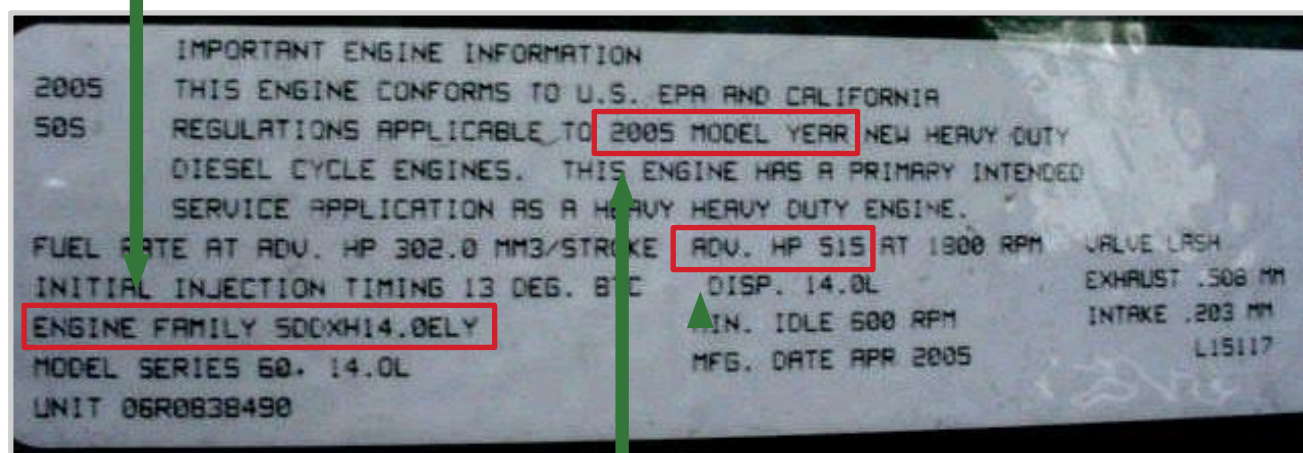 IMPORTANT ENGINE INFORMATION
2005 THIS ENGINE CONFORMS TO U.S. EPA AND CALIFORNIA
50S REGULATIONS APPLICABLE TO 2005 MODEL YEAR NEW HEAVY DUTY
DIESEL CYCLE ENGINES. THIS ENGINE HAS A PRIMARY INTENDED
SERVICE APPLICATION AS A HEAVY HEAVY DUTY ENGINE.
FUEL RATE AT ADV. HP 302.0 MM3/STROKE ADV. HP 515 AT 1800 RPM VALVE LASH
INITIAL INJECTION TIMING 13 DEG. BTC DISP. 14.0L EXHAUST .508 MM
ENGINE FAMILY 5DDXH14.0ELY MIN. IDLE 600 RPM INTAKE .203 MM
MODEL SERIES 60. 14.0L MFG. DATE APR 2005 L15117
UNIT 06R0838490